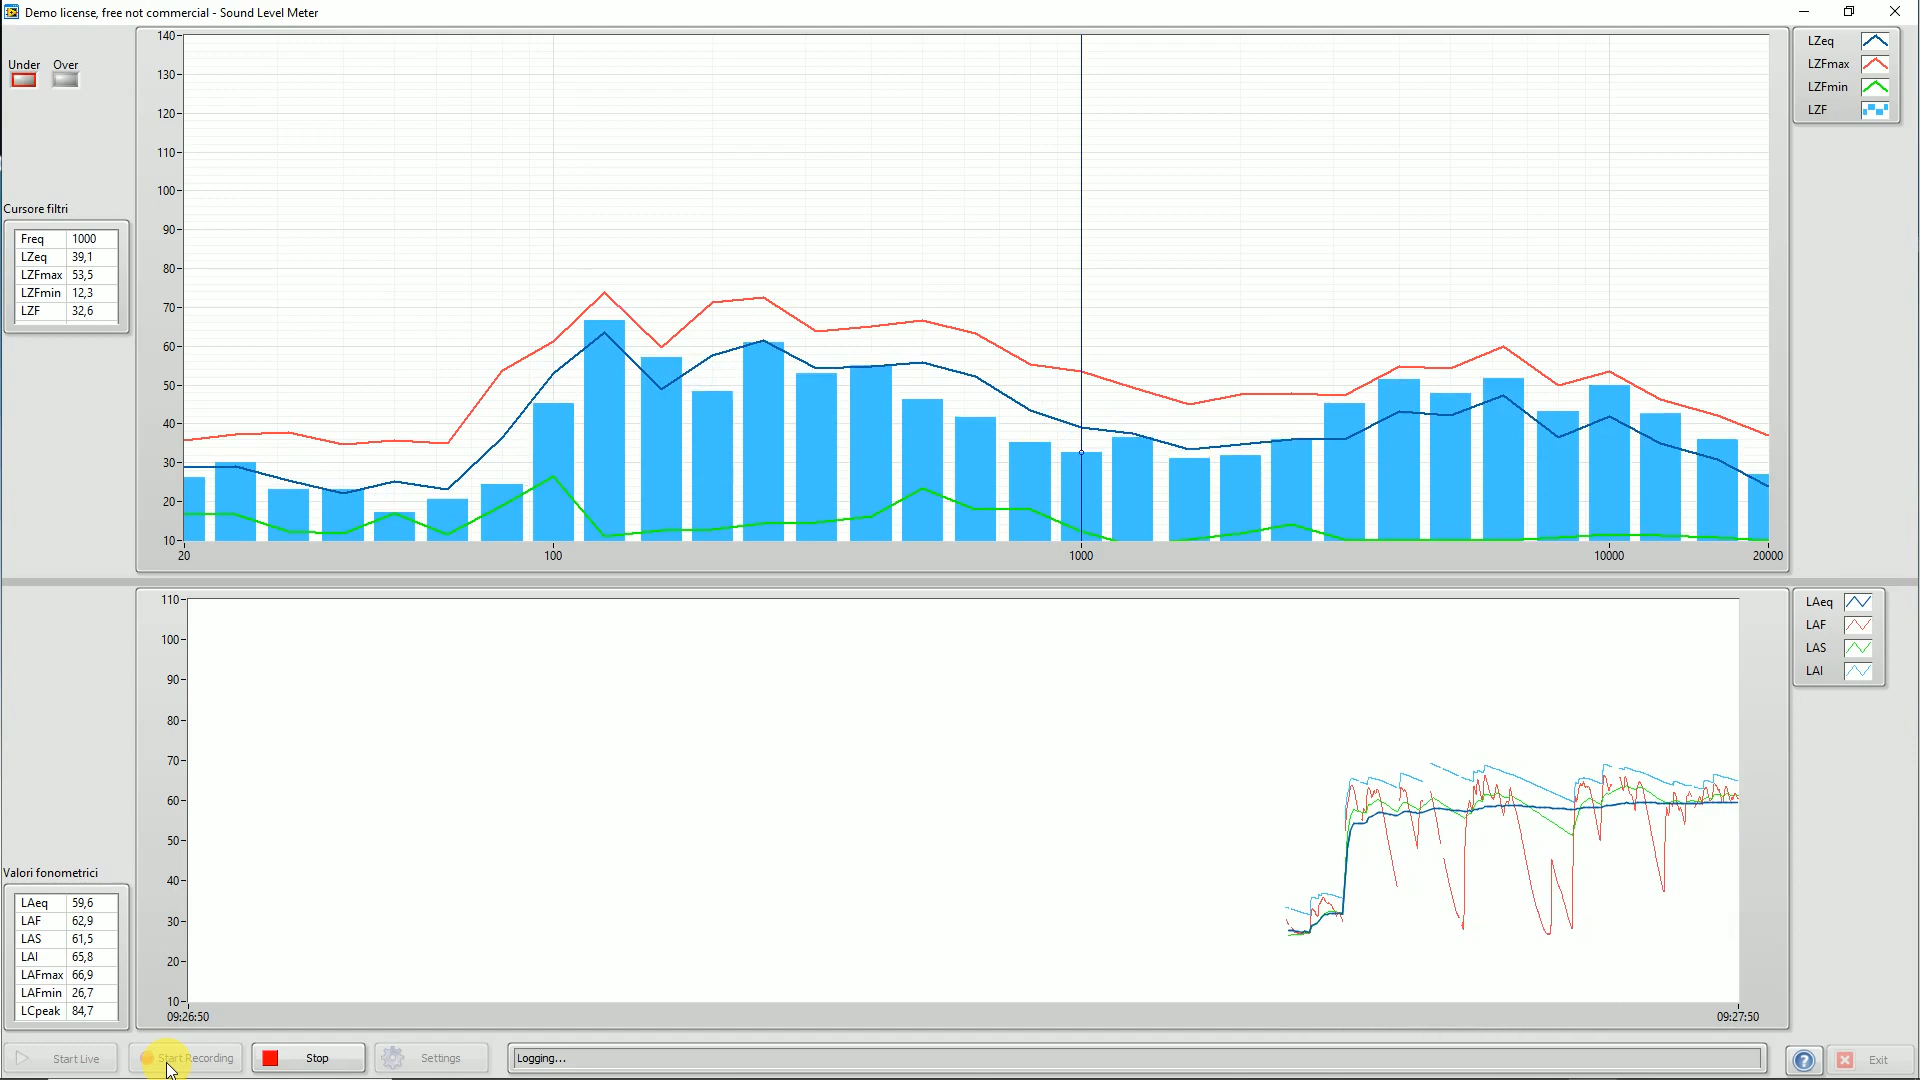 Demo license, free not commercial - Sound Level Meter
Under Over
Cursore filtri
Freq 1000
LZeq 39,1
LZFmax 53,5
LZFmin 12,3
LZF 32,6
140
130
120
110
100
90
80
70
60
50
40
30
20
10
20 100 1000 10000 20000
LZeq
LZFmax
LZFmin
LZF
Valori fonometrici
LAeq 59,6
LAF 62,9
LAS 61,5
LAI 65,8
LAFmax 66,9
LAFmin 26,7
LCpeak 84,7
110
100
90
80
70
60
50
40
30
20
10
09:26:50 09:27:50
LAeq
LAF
LAS
LAI
Start Live Start Recording Stop Settings Logging... ? Exit